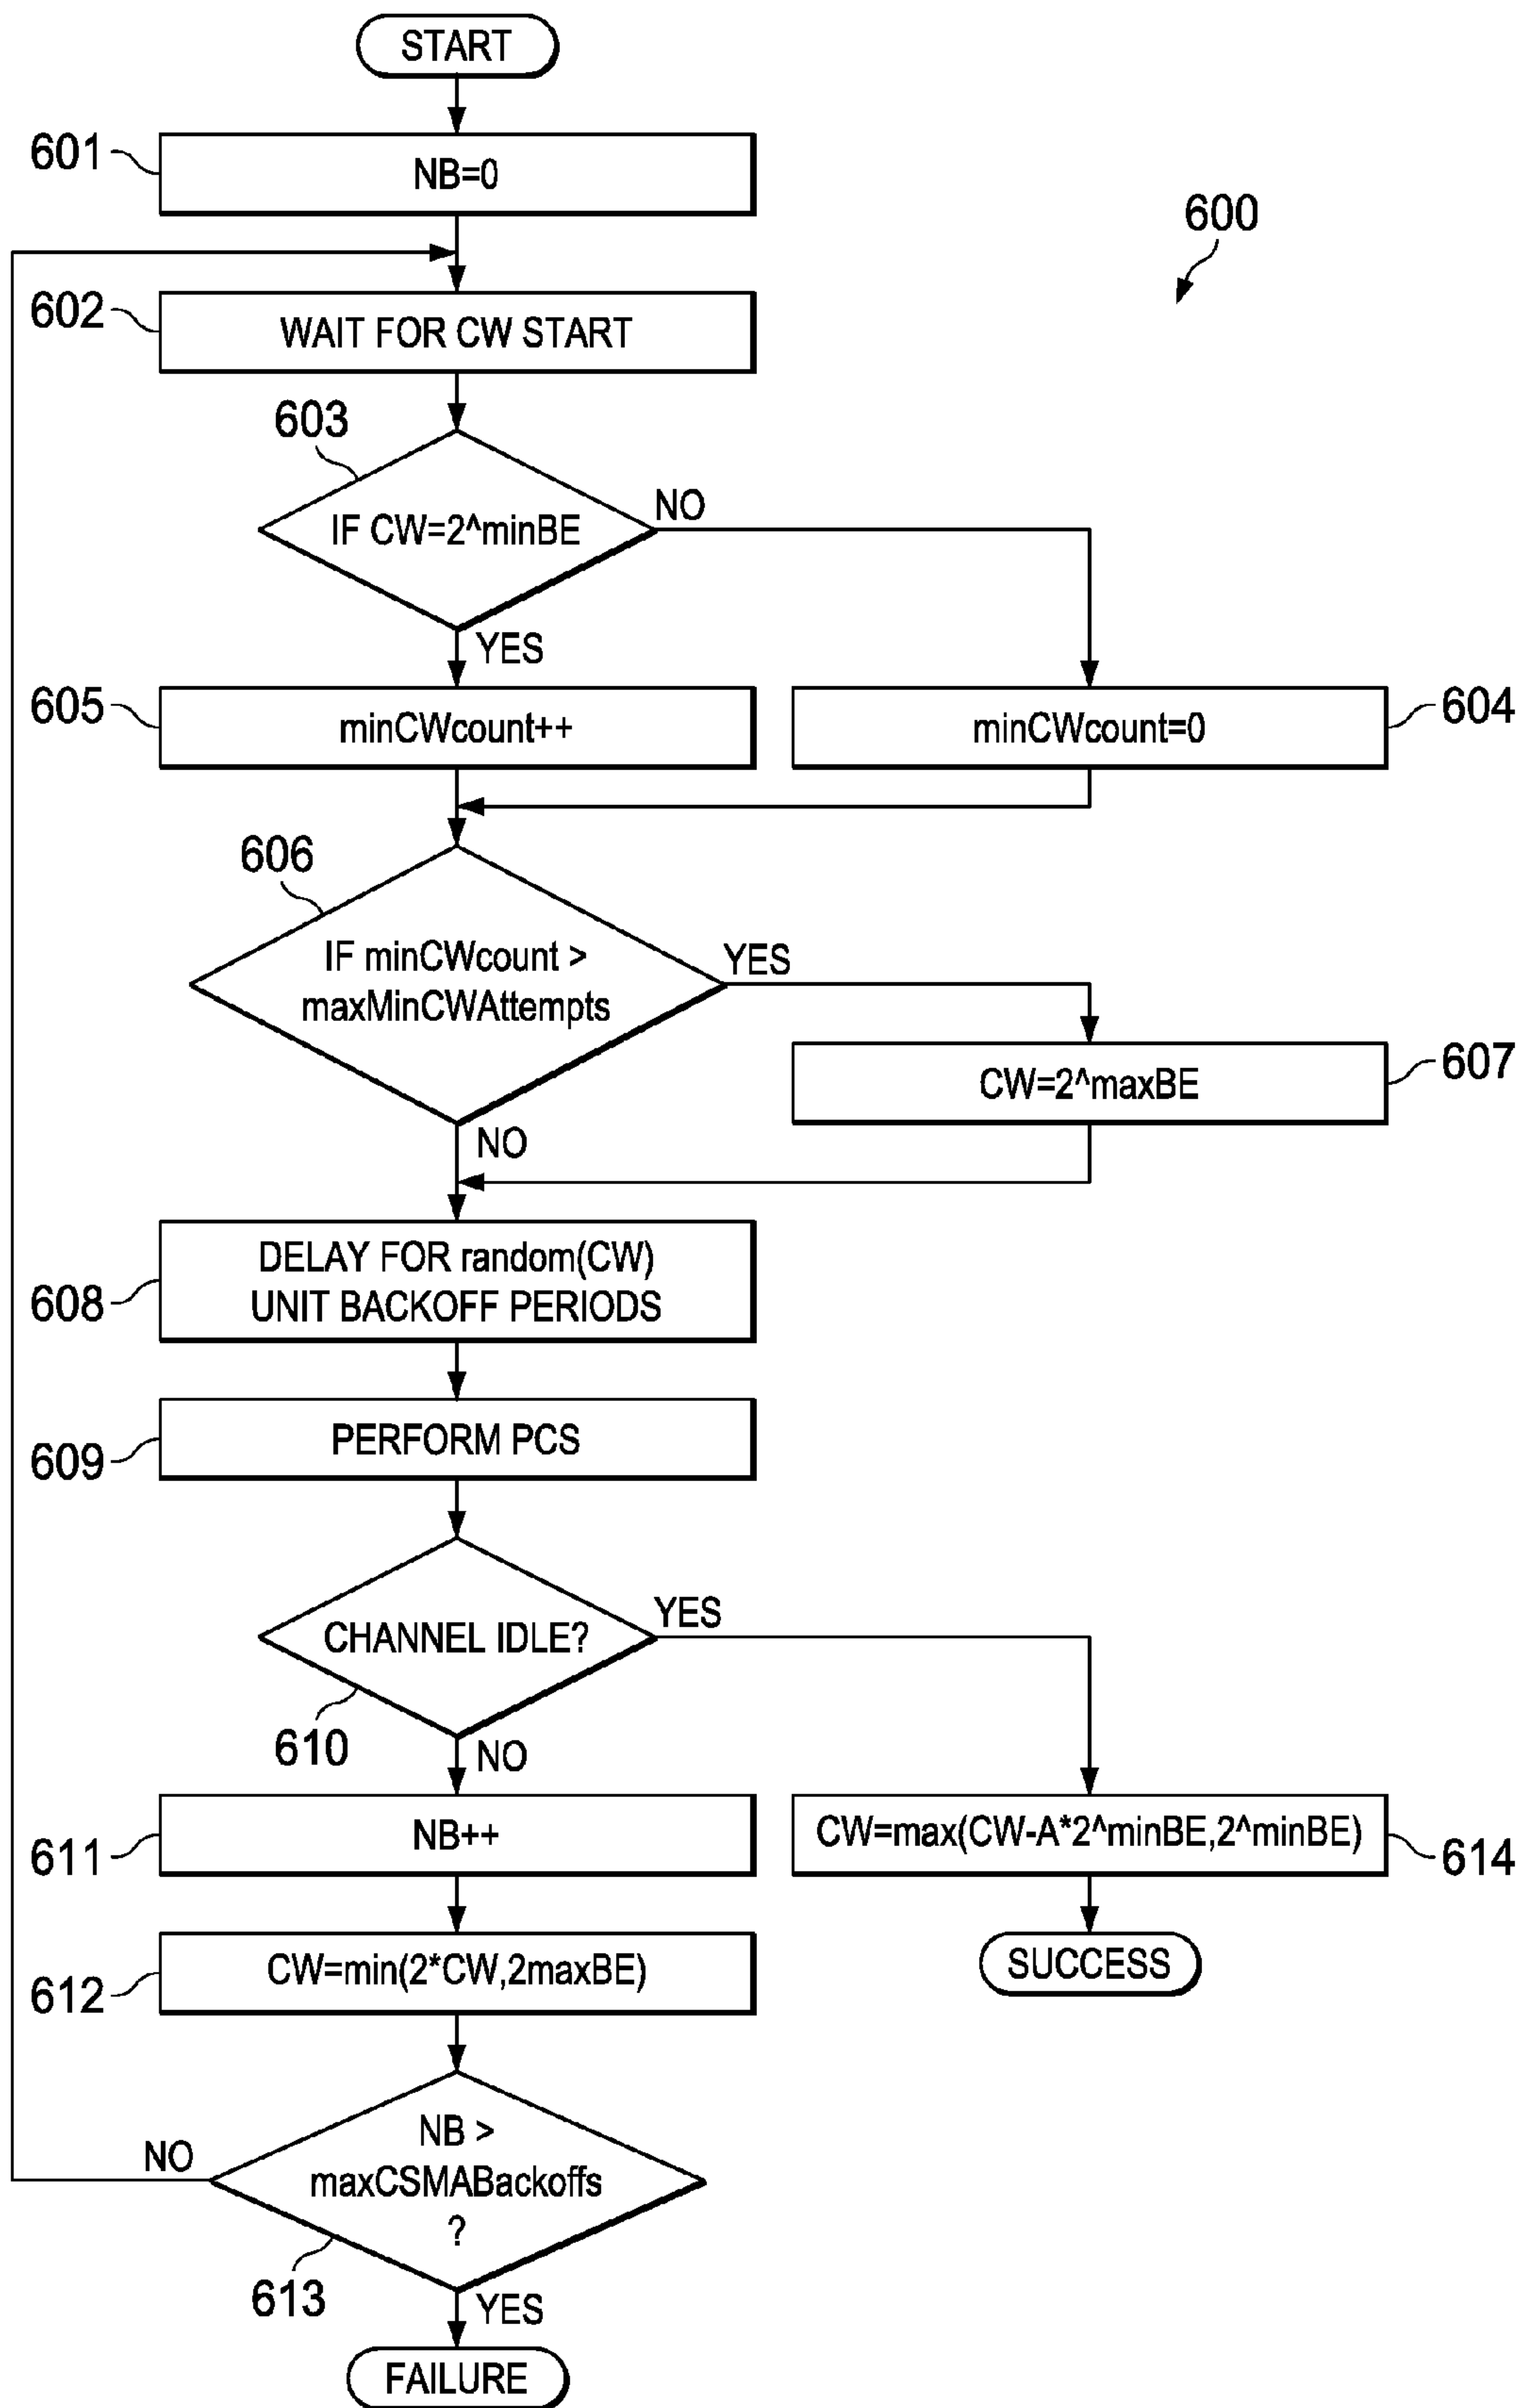 START
601
NB=0
600
602
WAIT FOR CW START
603
IF CW=2^minBE
NO
YES
605
minCWcount++
minCWcount=0
604
606
IF minCWcount >
maxMinCWAttempts
YES
CW=2^maxBE
607
NO
DELAY FOR random(CW)
UNIT BACKOFF PERIODS
608
PERFORM PCS
609
CHANNEL IDLE?
YES
610
NO
NB++
611
CW=max(CW-A*2^minBE,2^minBE)
614
CW=min(2*CW,2maxBE)
612
SUCCESS
NB >
maxCSMABackoffs
?
NO
613
YES
FAILURE